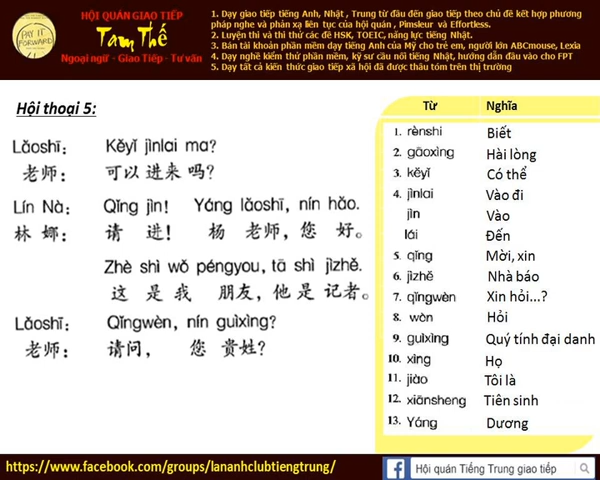 PAY IT
FORWARD
HỘI QUÁN GIAO TIẾP
Tam Thế
Ngoại ngữ - Giao Tiếp - Tư vấn
1. Dạy giao tiếp tiếng Anh, Nhật , Trung từ đầu đến giao tiếp theo chủ đề kết hợp phương
pháp nghe và phản xạ liên tục của hội quán , Pimsleur và Effortless.
2. Luyện thi và thi thử các đề HSK, TOEIC, năng lực tiếng Nhật.
3. Bán tài khoản phần mềm dạy tiếng Anh của Mỹ cho trẻ em, người lớn ABCmouse, Lexia
4. Dạy nghề kiểm thử phần mềm, kỹ sư cầu nối tiếng Nhật, hướng dẫn đầu vào cho FPT
5. Dạy tất cả kiến thức giao tiếp xã hội đã được thâu tóm trên thị trường
Hội thoại 5:
Lǎoshī: Kěyǐ jìnlai ma?
老师: 可以进来吗?
Lín Nà: Qǐng jìn! Yáng lǎoshī, nín hǎo.
林娜: 请进! 杨老师, 您好。
Zhè shì wǒ péngyou, tā shì jìzhě.
这是我朋友, 他是记者。
Lǎoshī: Qǐngwèn, nín guìxìng?
老师: 请问, 您贵姓?
Từ Nghĩa
1. rènshi Biết
2. gāoxìng Hài lòng
3. kěyǐ Có thể
4. jìnlai Vào đi
jìn Vào
lái Đến
5. qǐng Mời, xin
6. jìzhě Nhà báo
7. qǐngwèn Xin hỏi...?
8. wèn Hỏi
9. guìxìng Quý tính đại danh
10. xìng Họ
11. jiào Tôi là
12. xiānsheng Tiên sinh
13. Yáng Dương
https://www.facebook.com/groups/lananhclubtiengtrung/
f Hội quán Tiếng Trung giao tiếp